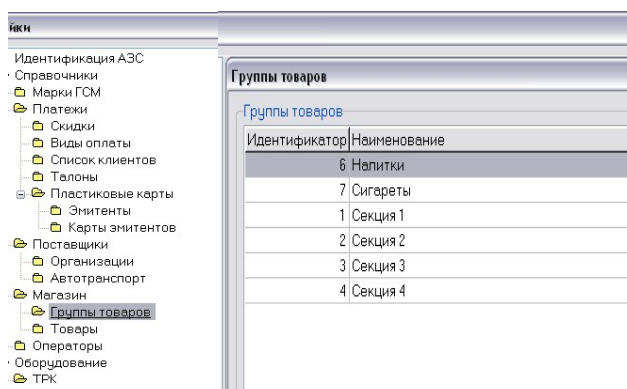 йки
Идентификация АЗС
Справочники
Марки ГСМ
Платежи
Скидки
Виды оплаты
Список клиентов
Талоны
Пластиковые карты
Эмитенты
Карты эмитентов
Поставщики
Организации
Автотранспорт
Магазин
Группы товаров
Товары
Операторы
Оборудование
ТРК
Группы товаров
Группы товаров
Идентификатор Наименование
6 Напитки
7 Сигареты
1 Секция 1
2 Секция 2
3 Секция 3
4 Секция 4